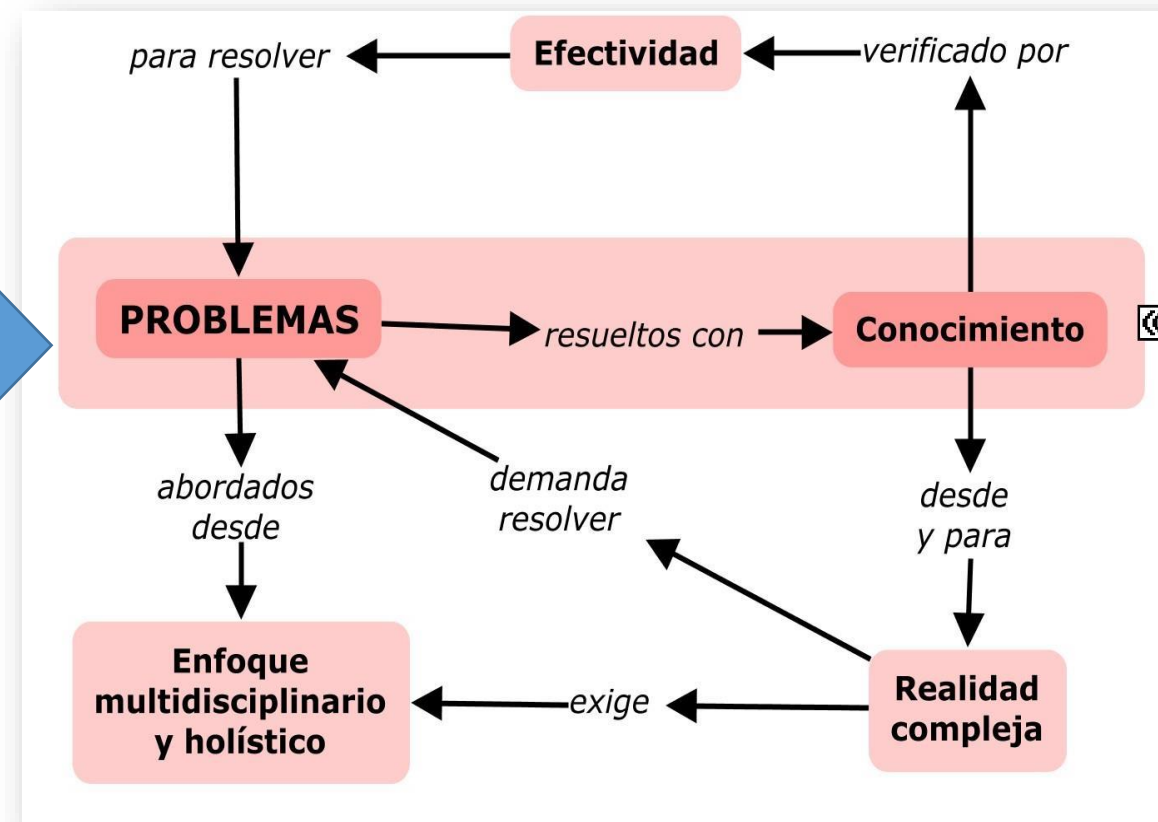 para resolver
Efectividad
verificado por
PROBLEMAS
resueltos con
Conocimiento
abordados
desde
demanda
resolver
desde
y para
Enfoque
multidisciplinario
y holístico
exige
Realidad
compleja